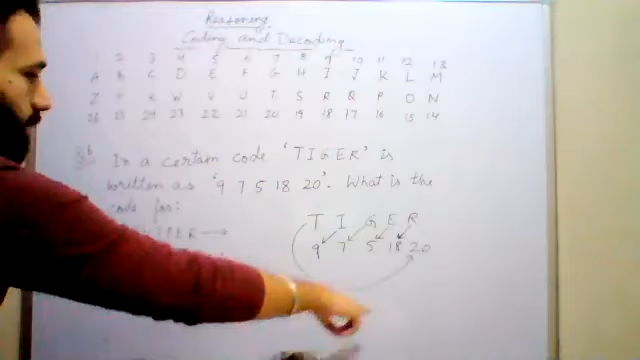 Reasoning
Coding and Decoding
2 3 4 5 6 7 8 9 10 11 12 13
A B C D E F G H I J K L M
Z Y X W V U T S R Q P O N
26 25 24 23 22 21 20 19 18 17 16 15 14
In a certain code 'TIGER' is
written as '9 7 5 18 20'. What is the
code for:
T I G E R
9 7 5 18 20